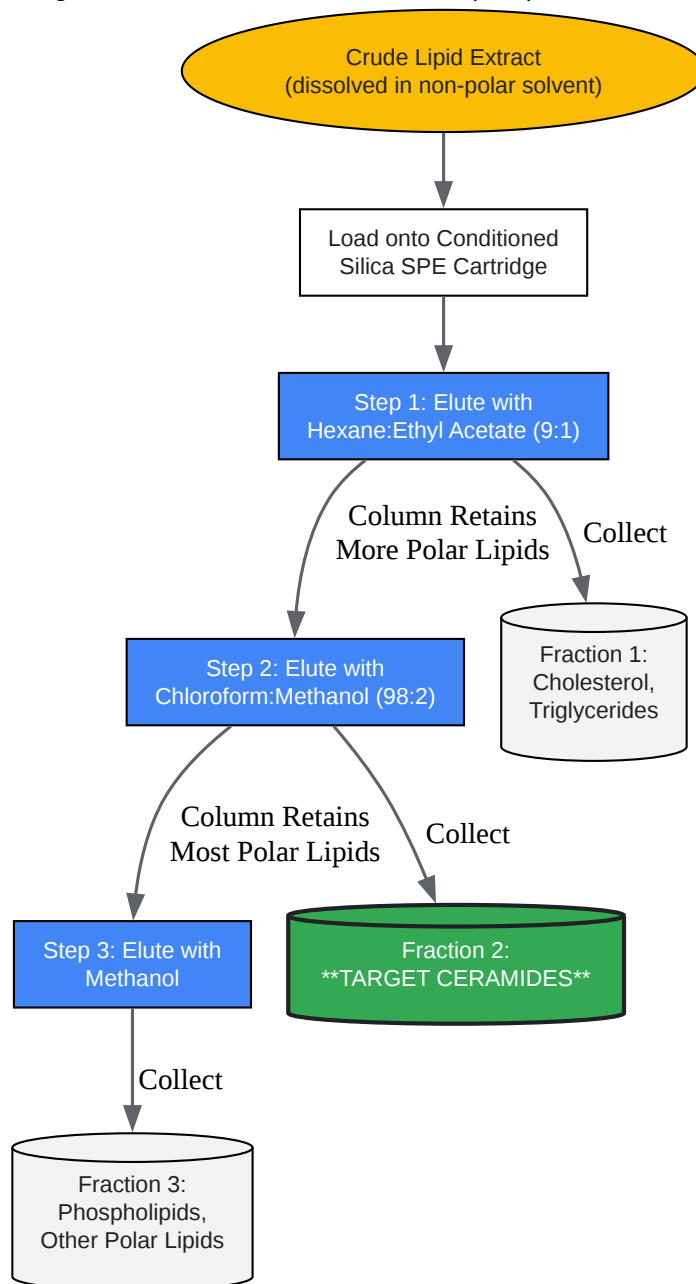 Crude Lipid Extract
(dissolved in non-polar solvent)
Load onto Conditioned
Silica SPE Cartridge
Step 1: Elute with
Hexane:Ethyl Acetate (9:1)
Column Retains
More Polar Lipids
Collect
Fraction 1:
Cholesterol,
Triglycerides
Step 2: Elute with
Chloroform:Methanol (98:2)
Column Retains
Most Polar Lipids
Collect
Fraction 2:
**TARGET CERAMIDES**
Step 3: Elute with
Methanol
Collect
Fraction 3:
Phospholipids,
Other Polar Lipids